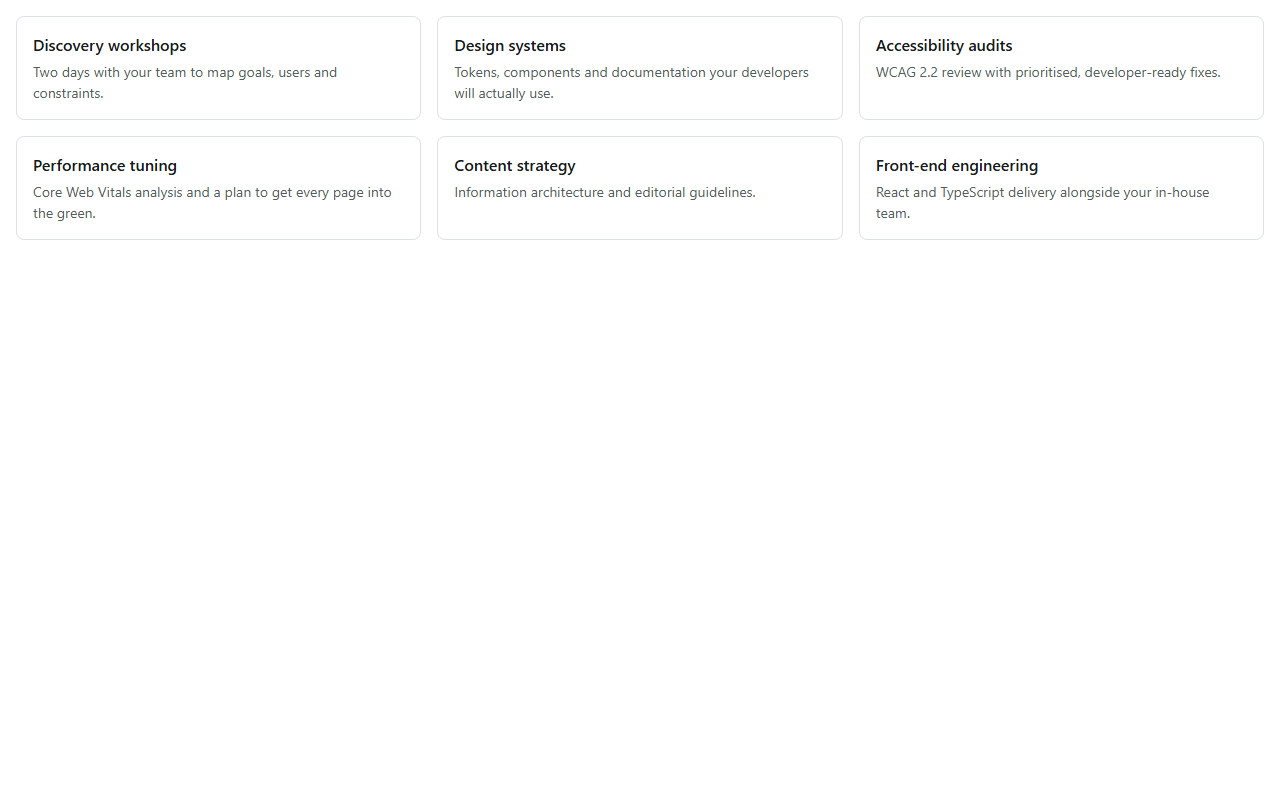 Discovery workshops
Two days with your team to map goals, users and
constraints.
Design systems
Tokens, components and documentation your developers
will actually use.
Accessibility audits
WCAG 2.2 review with prioritised, developer-ready fixes.
Performance tuning
Core Web Vitals analysis and a plan to get every page into
the green.
Content strategy
Information architecture and editorial guidelines.
Front-end engineering
React and TypeScript delivery alongside your in-house
team.